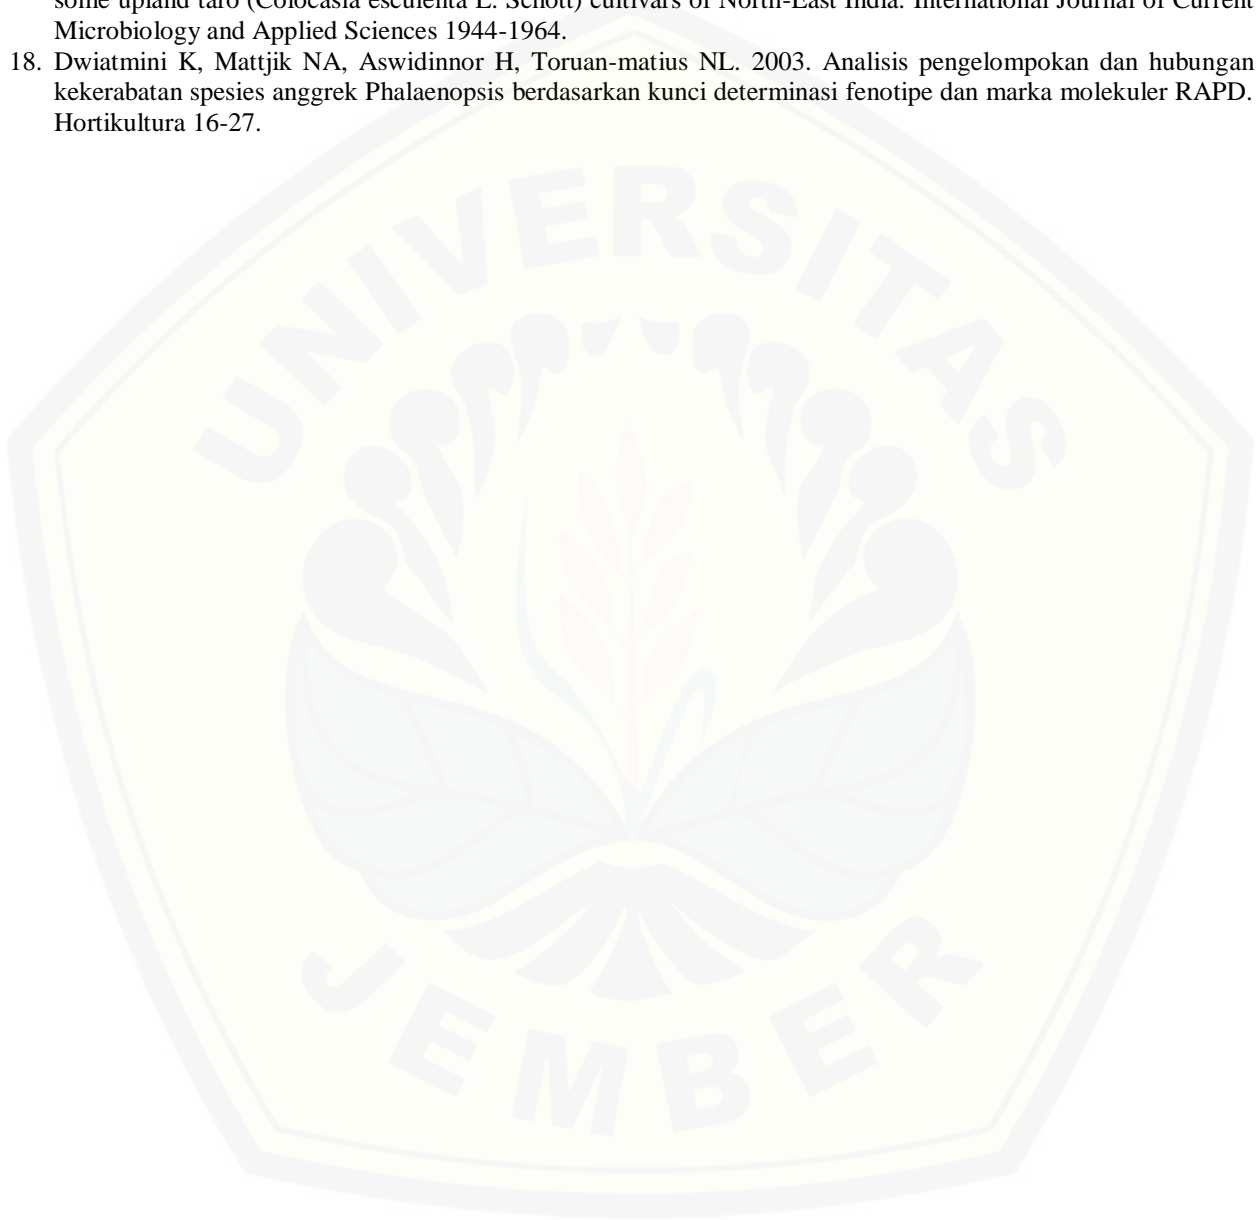 some upland taro (Colocasia esculenta L. Schott) cultivars of North-East India. International Journal of Current
Microbiology and Applied Sciences 1944-1964.
18. Dwiatmini K, Mattjik NA, Aswidinnor H, Toruan-matius NL. 2003. Analisis pengelompokan dan hubungan
kekerabatan spesies anggrek Phalaenopsis berdasarkan kunci determinasi fenotipe dan marka molekuler RAPD.
Hortikultura 16-27.
UNIVERSITAS
JEMBER